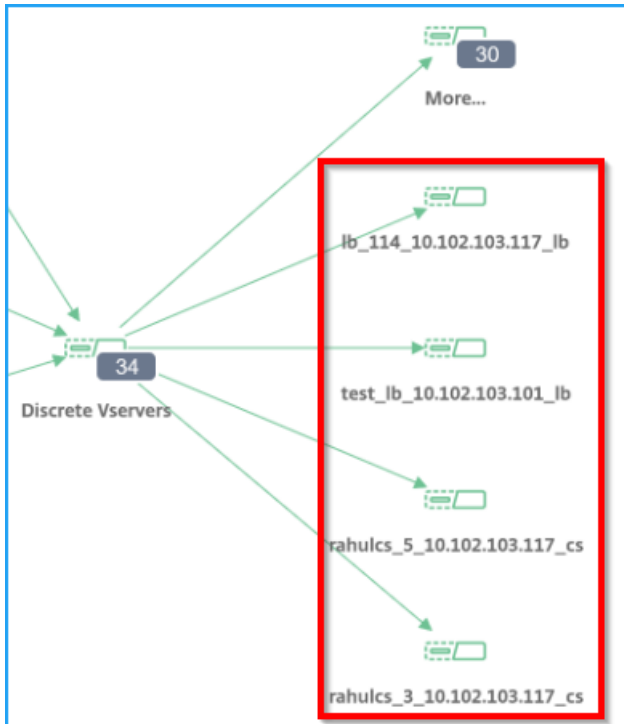 30
More...
lb_114_10.102.103.117_lb
34
Discrete Vservers
test_lb_10.102.103.101_lb
rahulcs_5_10.102.103.117_cs
rahulcs_3_10.102.103.117_cs